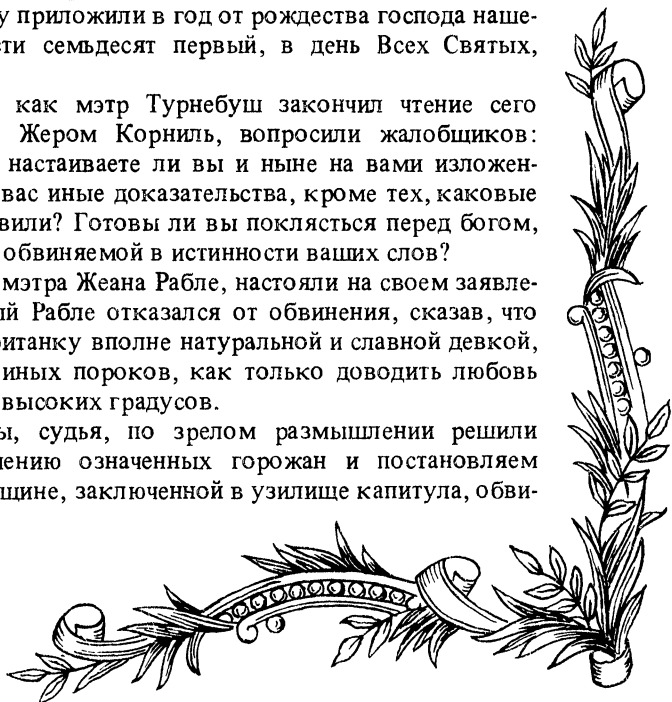 у приложили в год от рождества господа наше-
сти семьдесят первый, в день Всех Святых,
как мэтр Турнебуш закончил чтение сего
Жером Корниль, вопросили жалобщиков:
настаиваете ли вы и ныне на вами изложен-
вас иные доказательства, кроме тех, каковые
вили? Готовы ли вы поклясться перед богом,
обвиняемой в истинности ваших слов?
мэтра Жеана Рабле, настояли на своем заявле-
ый Рабле отказался от обвинения, сказав, что
ританку вполне натуральной и славной девкой,
иных пороков, как только доводить любовь
высоких градусов.
ы, судья, по зрелом размышлении решили
лению означенных горожан и постановляем
щине, заключенной в узилище капитула, обви-